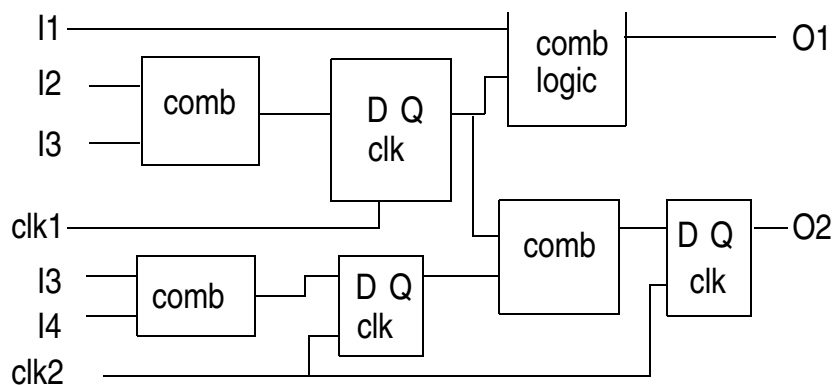 I1
comb
logic
O1
I2
comb
I3
D Q
clk
clk1
comb
D Q
clk
O2
I3
comb
I4
D Q
clk
clk2